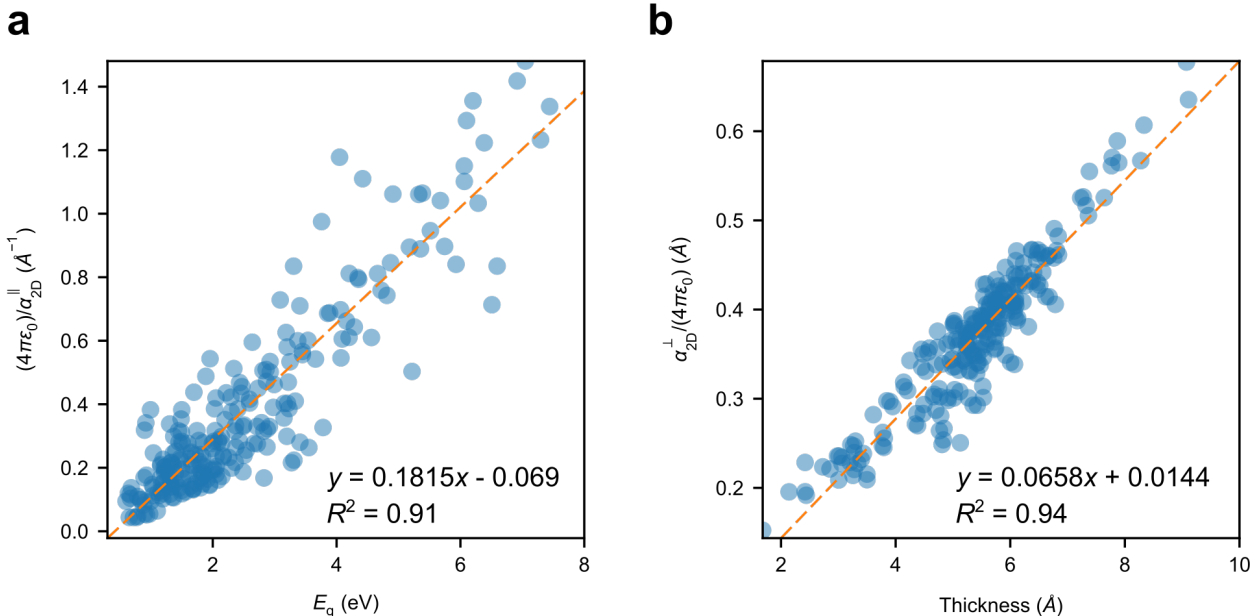 a
1.4
1.2
1.0
0.8
0.6
0.4
0.2
0.0
(4πε₀)/α₂D^∥ (Å⁻¹)
y = 0.1815x - 0.069
R² = 0.91
2 4 6 8
Eg (eV)
b
0.6
0.5
0.4
0.3
0.2
α₂D^⊥/(4πε₀) (Å)
y = 0.0658x + 0.0144
R² = 0.94
2 4 6 8 10
Thickness (Å)